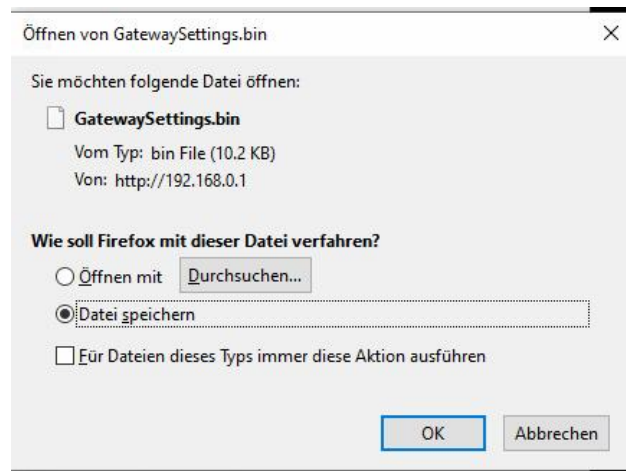 Öffnen von GatewaySettings.bin
Sie möchten folgende Datei öffnen:
GatewaySettings.bin
Vom Typ: bin File (10.2 KB)
Von: http://192.168.0.1
Wie soll Firefox mit dieser Datei verfahren?
Öffnen mit Durchsuchen...
Datei speichern
Für Dateien dieses Typs immer diese Aktion ausführen
OK Abbrechen